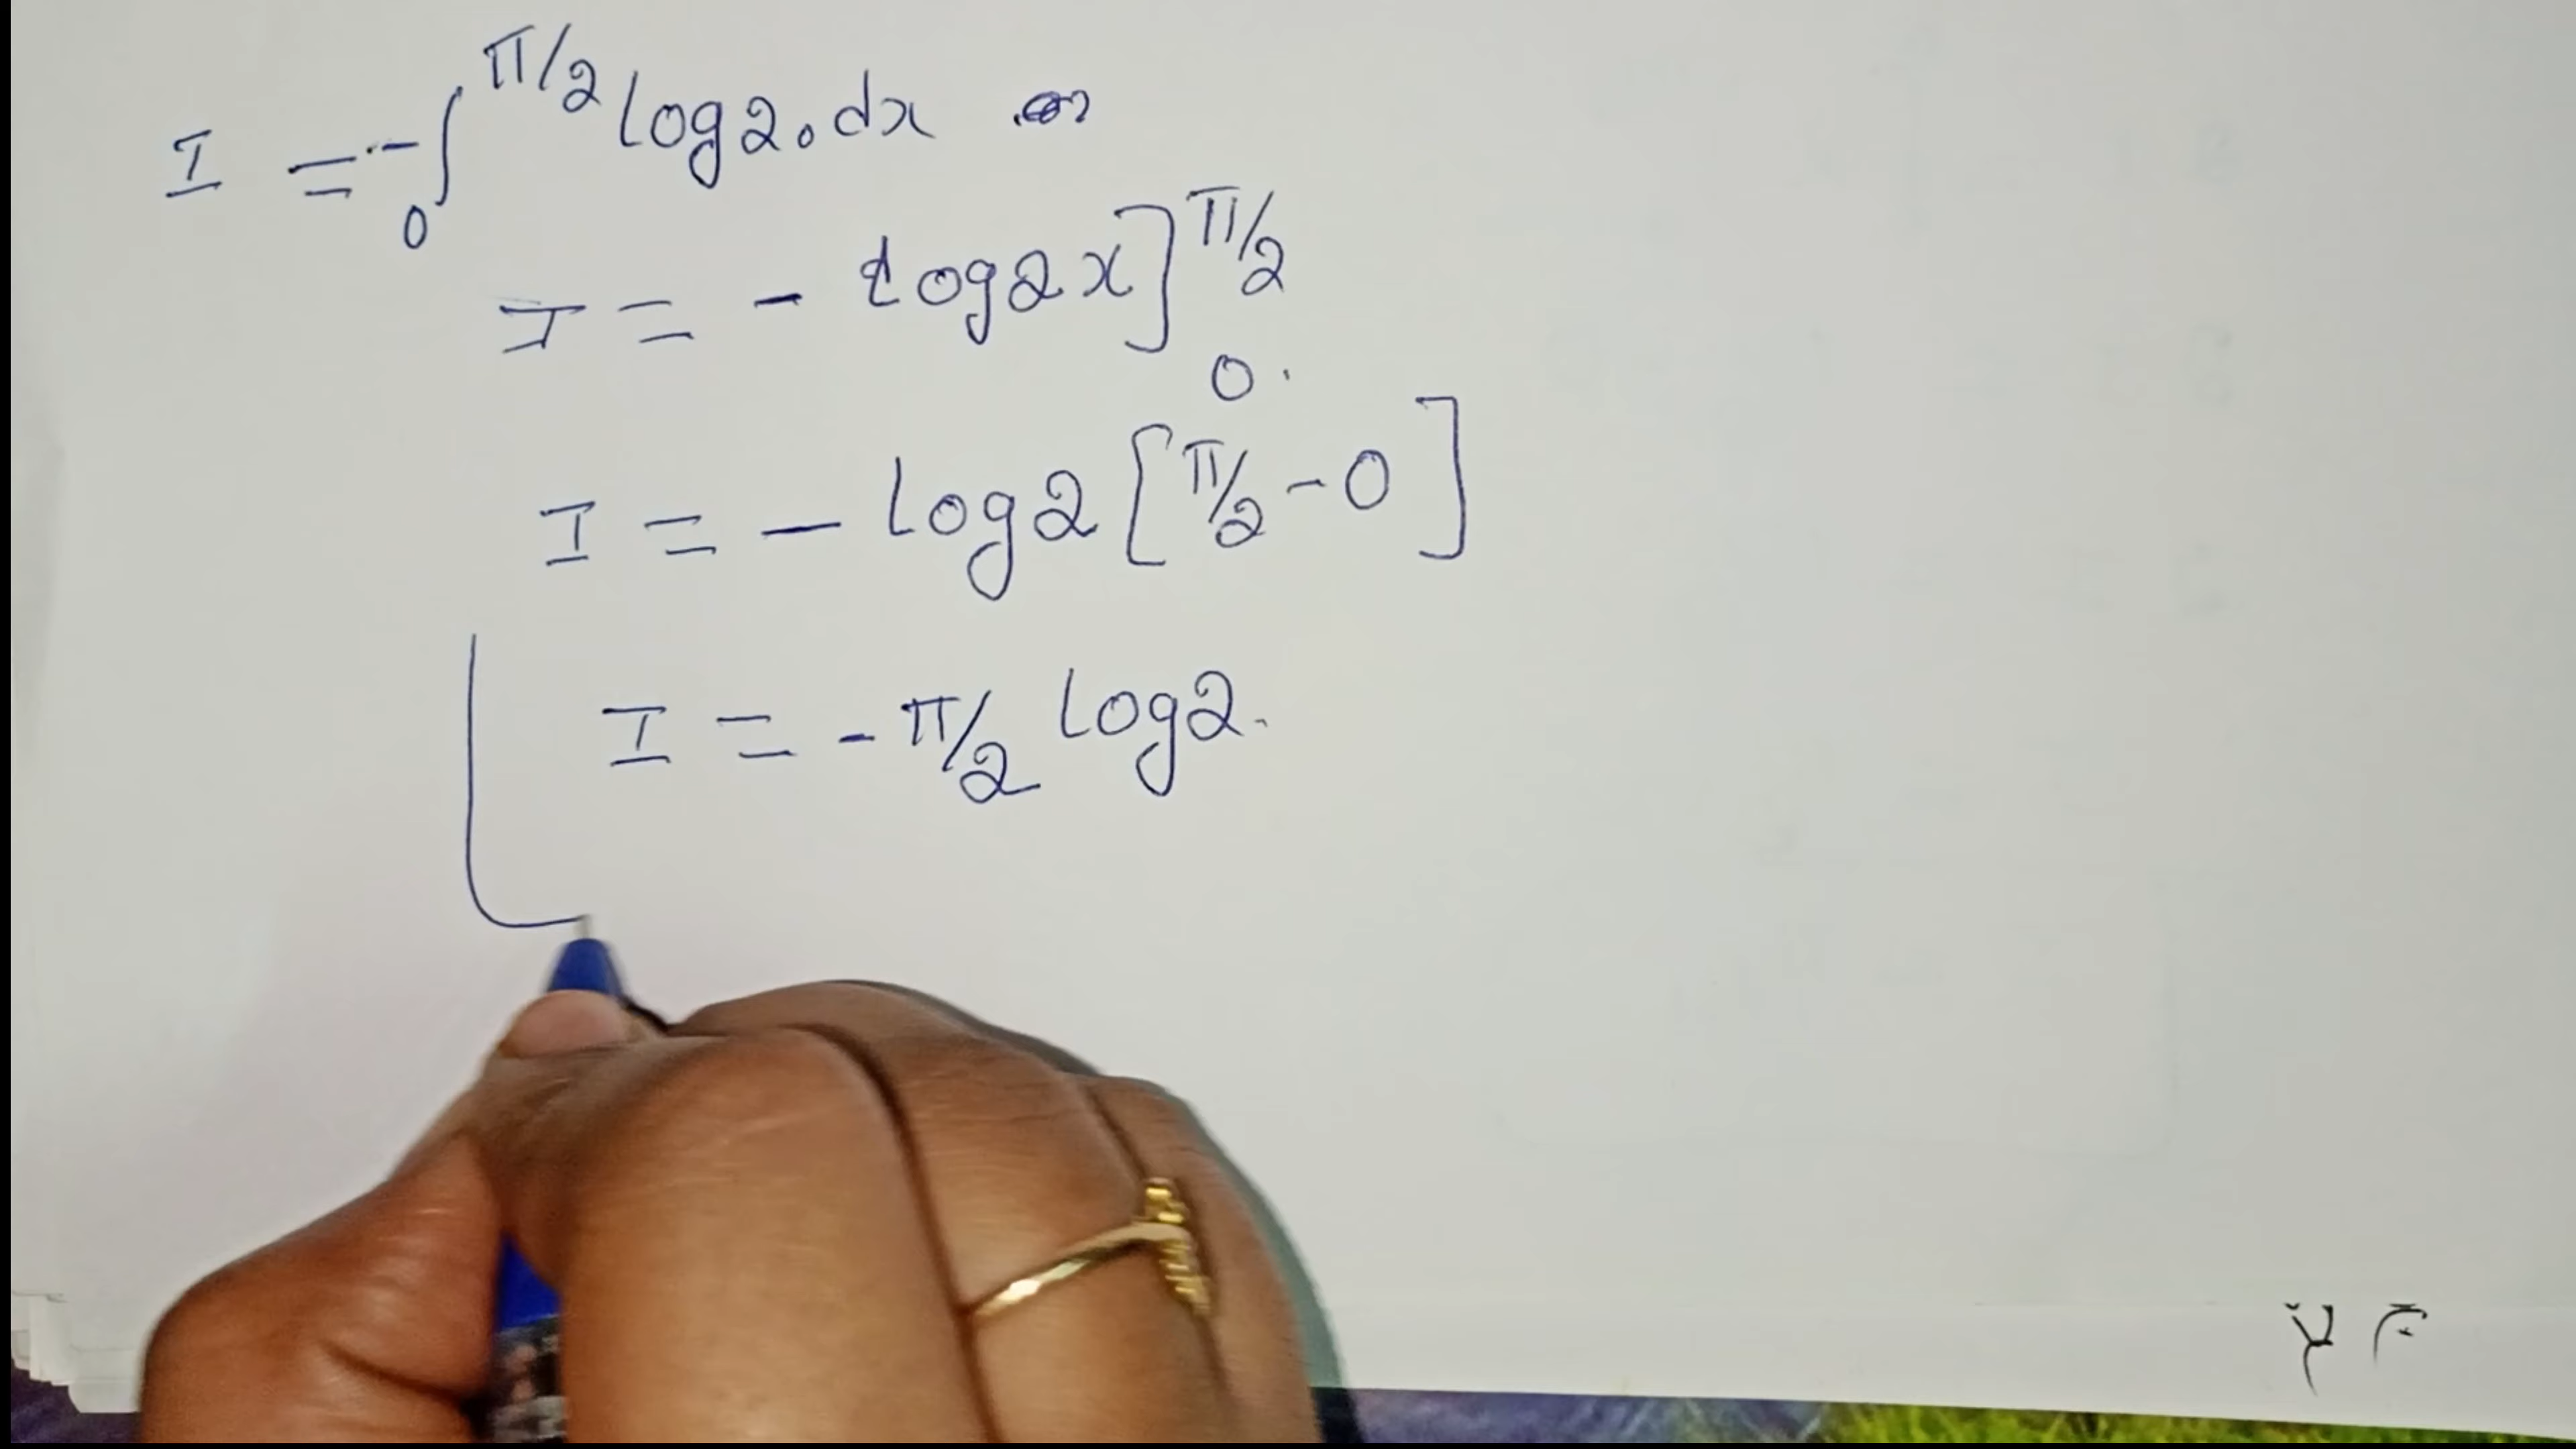 I = - ∫₀^π/2 log2.dx
I = - log2x]₀^π/2
I = - log2[π/2-0]
I = -π/2 log2.